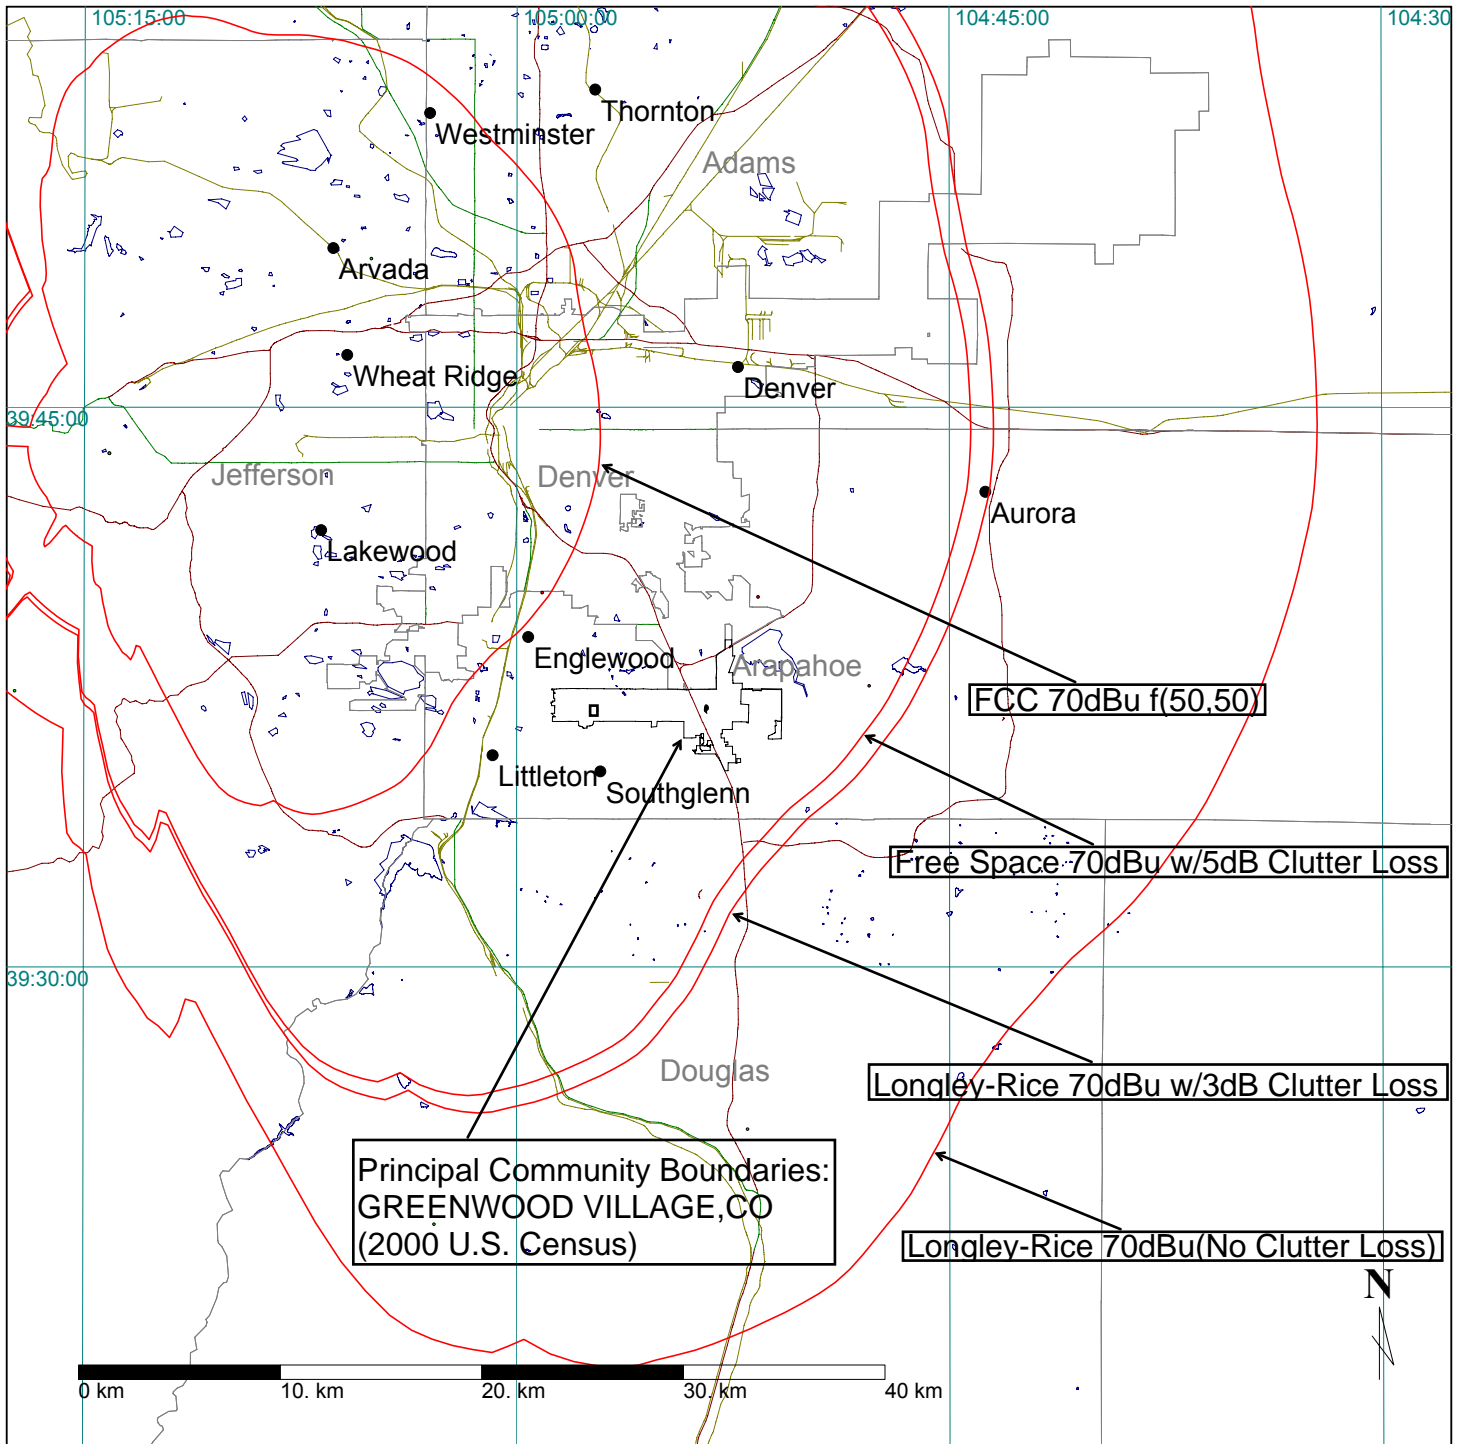 105:15:00
105:00:00
104:45:00
104:30
Thornton
Westminster
Adams
Arvada
Wheat Ridge
Denver
39:45:00
Jefferson
Denver
Aurora
Lakewood
Englewood
Arapahoe
FCC 70dBu f(50,50)
Littleton
Southglenn
Free Space 70dBu w/5dB Clutter Loss
39:30:00
Douglas
Longley-Rice 70dBu w/3dB Clutter Loss
Principal Community Boundaries:
GREENWOOD VILLAGE,CO
(2000 U.S. Census)
Longley-Rice 70dBu(No Clutter Loss)
N
0 km
10. km
20. km
30. km
40 km